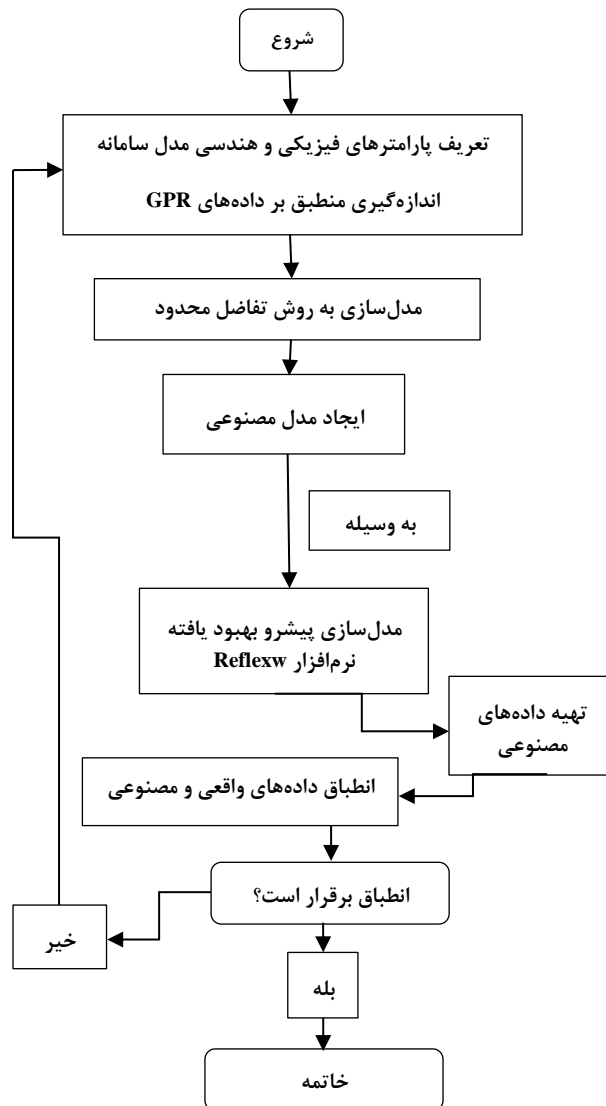 شروع
تعریف پارامترهای فیزیکی و هندسی مدل سامانه
اندازه‌گیری منطبق بر داده‌های GPR
مدل‌سازی به روش تفاضل محدود
ایجاد مدل مصنوعی
به وسیله
مدل‌سازی پیشرو بهبود یافته
نرم‌افزار Reflexw
تهیه داده‌های
مصنوعی
انطباق داده‌های واقعی و مصنوعی
انطباق برقرار است؟
خیر
بله
خاتمه